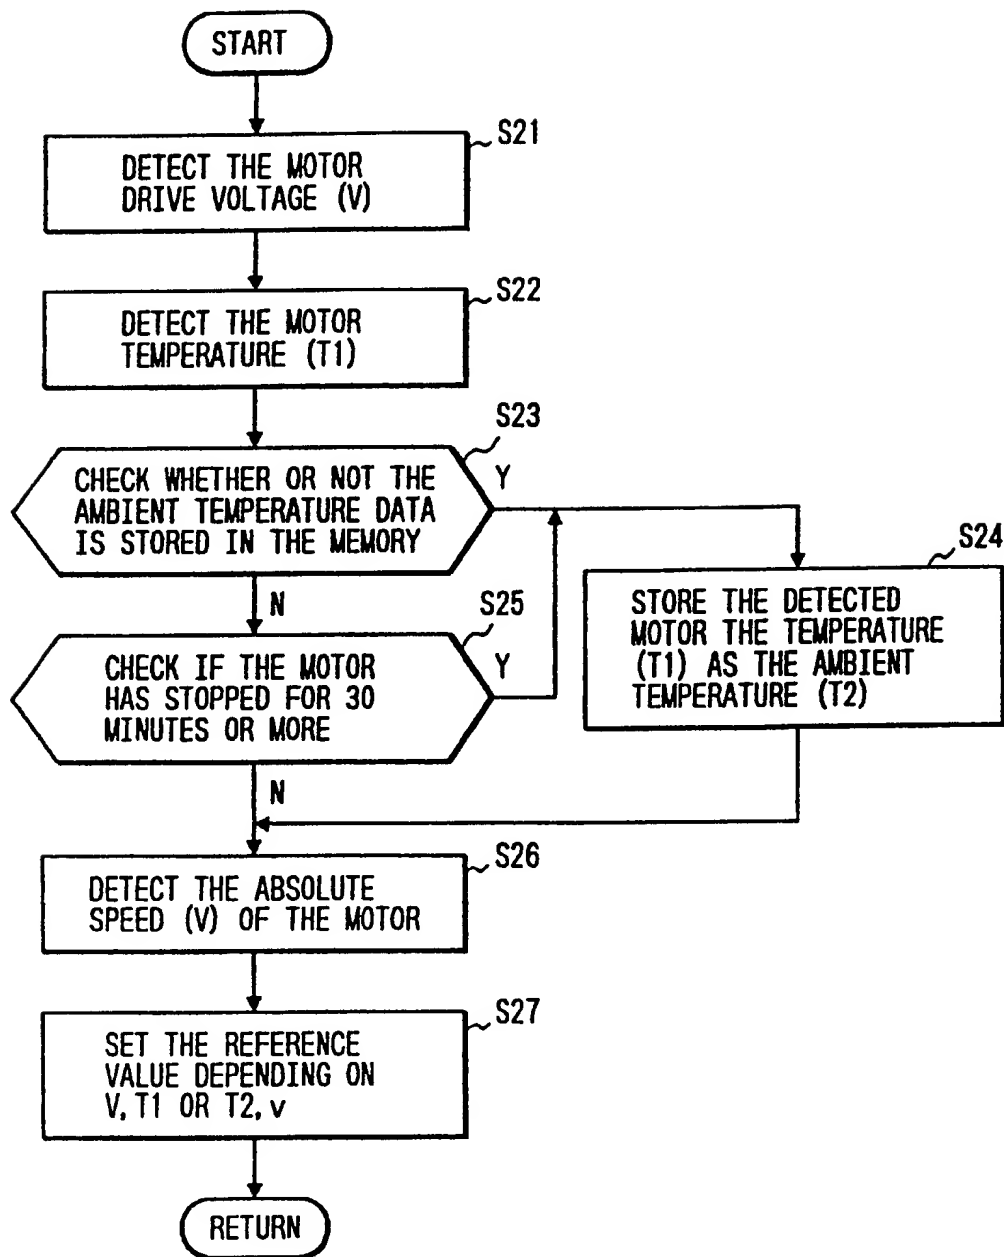 START
S21
DETECT THE MOTOR
DRIVE VOLTAGE (V)
S22
DETECT THE MOTOR
TEMPERATURE (T1)
S23
CHECK WHETHER OR NOT THE
AMBIENT TEMPERATURE DATA
IS STORED IN THE MEMORY
Y
N
S24
STORE THE DETECTED
MOTOR THE TEMPERATURE
(T1) AS THE AMBIENT
TEMPERATURE (T2)
S25
CHECK IF THE MOTOR
HAS STOPPED FOR 30
MINUTES OR MORE
Y
N
S26
DETECT THE ABSOLUTE
SPEED (V) OF THE MOTOR
S27
SET THE REFERENCE
VALUE DEPENDING ON
V, T1 OR T2, v
RETURN